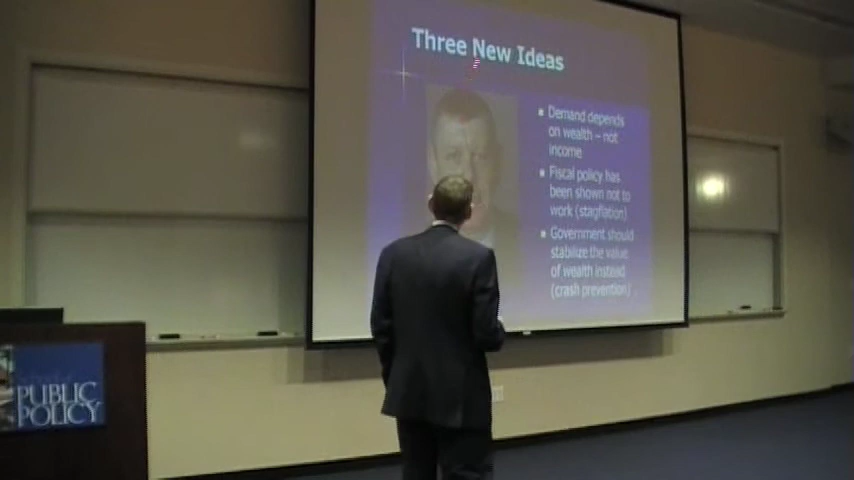 Three New Ideas
▪ Demand depends
on wealth – not
income
▪ Fiscal policy has
been shown not to
work (stagflation)
▪ Government should
stabilize the value
of wealth instead
(crash prevention)
PUBLIC
POLICY